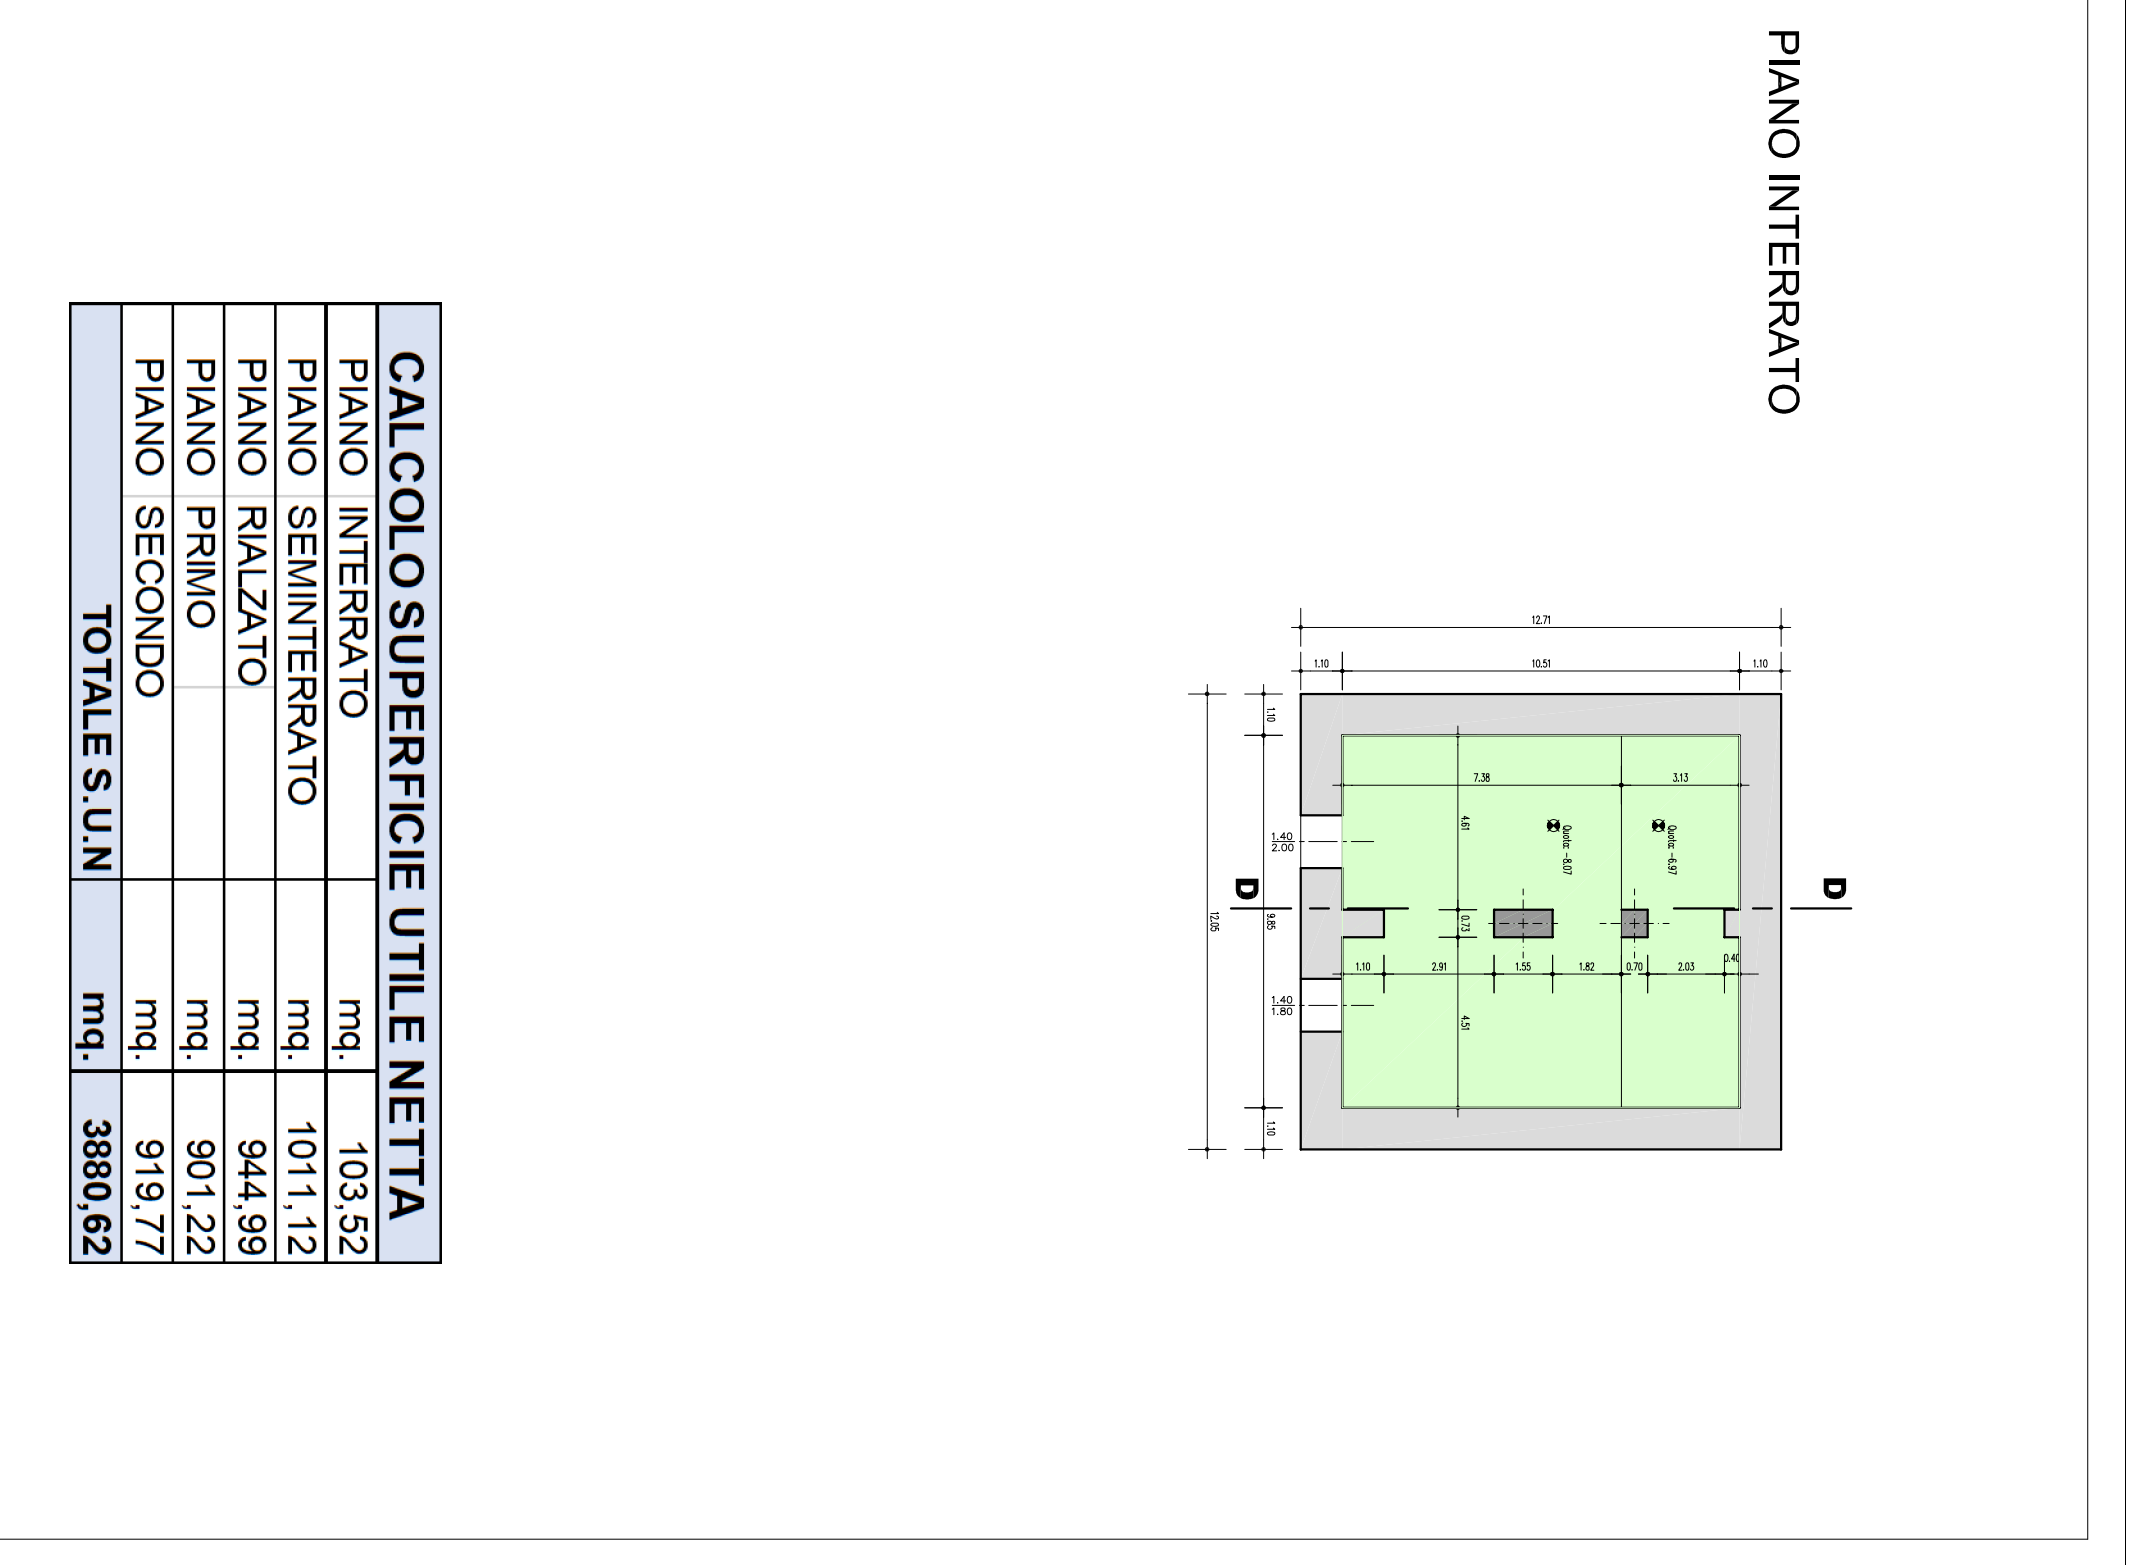 PIANO INTERRATO
12.71
1.10 10.51 1.10
1.10
9.85
1.10
12.05
7.38 3.13
4.61
0.73
4.51
Quota: -8.07
Quota: -6.97
1.40
2.00
1.40
1.80
D D
1.10 2.91 1.55 1.82 0.70 2.03 0.40
CALCOLO SUPERFICIE UTILE NETTA
PIANO INTERRATO mq. 103,52
PIANO SEMINTERRATO mq. 1011,12
PIANO RIALZATO mq. 944,99
PIANO PRIMO mq. 901,22
PIANO SECONDO mq. 919,77
TOTALE S.U.N mq. 3880,62